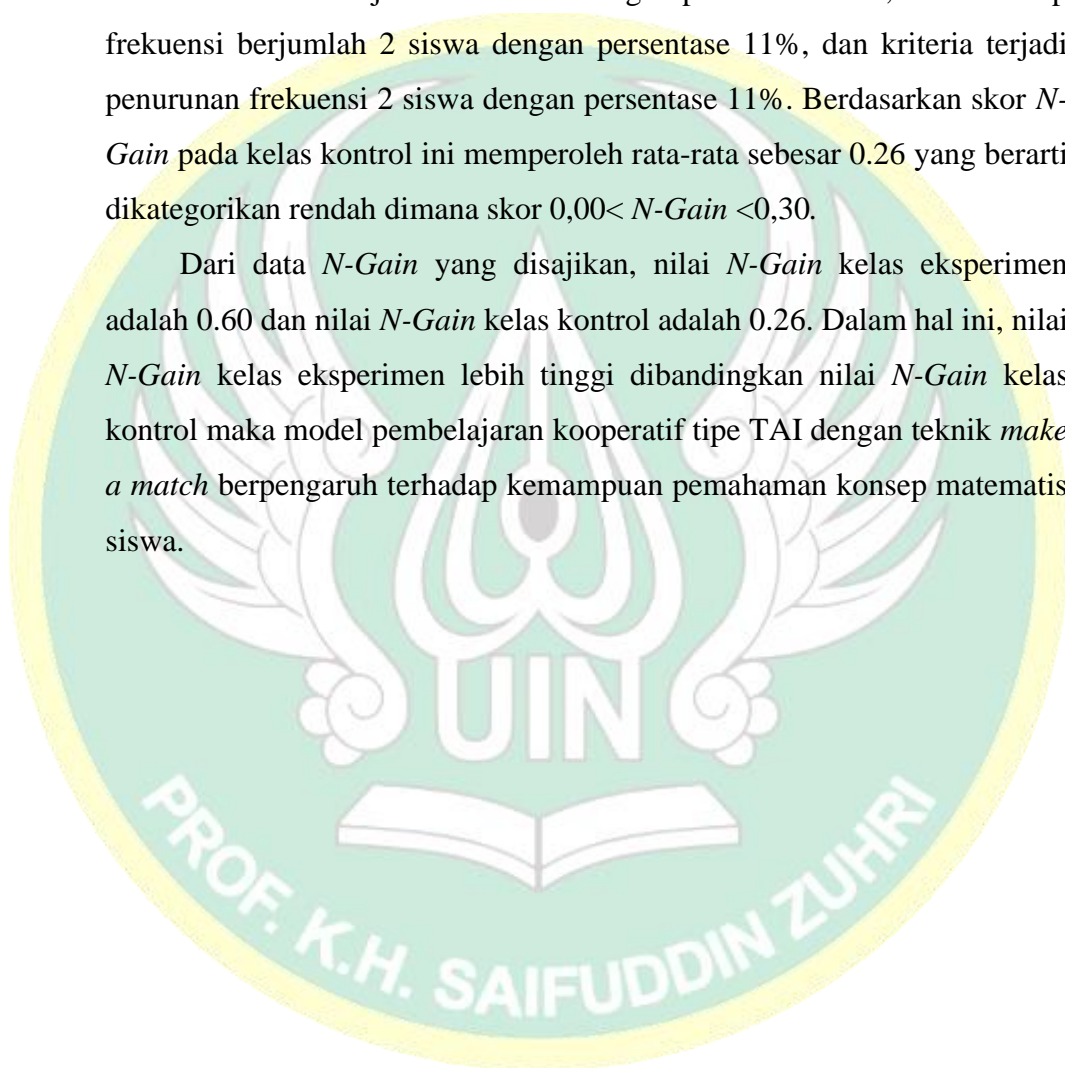 frekuensi berjumlah 2 siswa dengan persentase 11%, dan kriteria terjadi
penurunan frekuensi 2 siswa dengan persentase 11%. Berdasarkan skor N-
Gain pada kelas kontrol ini memperoleh rata-rata sebesar 0.26 yang berarti
dikategorikan rendah dimana skor 0,00< N-Gain <0,30.
Dari data N-Gain yang disajikan, nilai N-Gain kelas eksperimen
adalah 0.60 dan nilai N-Gain kelas kontrol adalah 0.26. Dalam hal ini, nilai
N-Gain kelas eksperimen lebih tinggi dibandingkan nilai N-Gain kelas
kontrol maka model pembelajaran kooperatif tipe TAI dengan teknik make
a match berpengaruh terhadap kemampuan pemahaman konsep matematis
siswa.
UIN
PROF. K.H. SAIFUDDIN ZUHRI